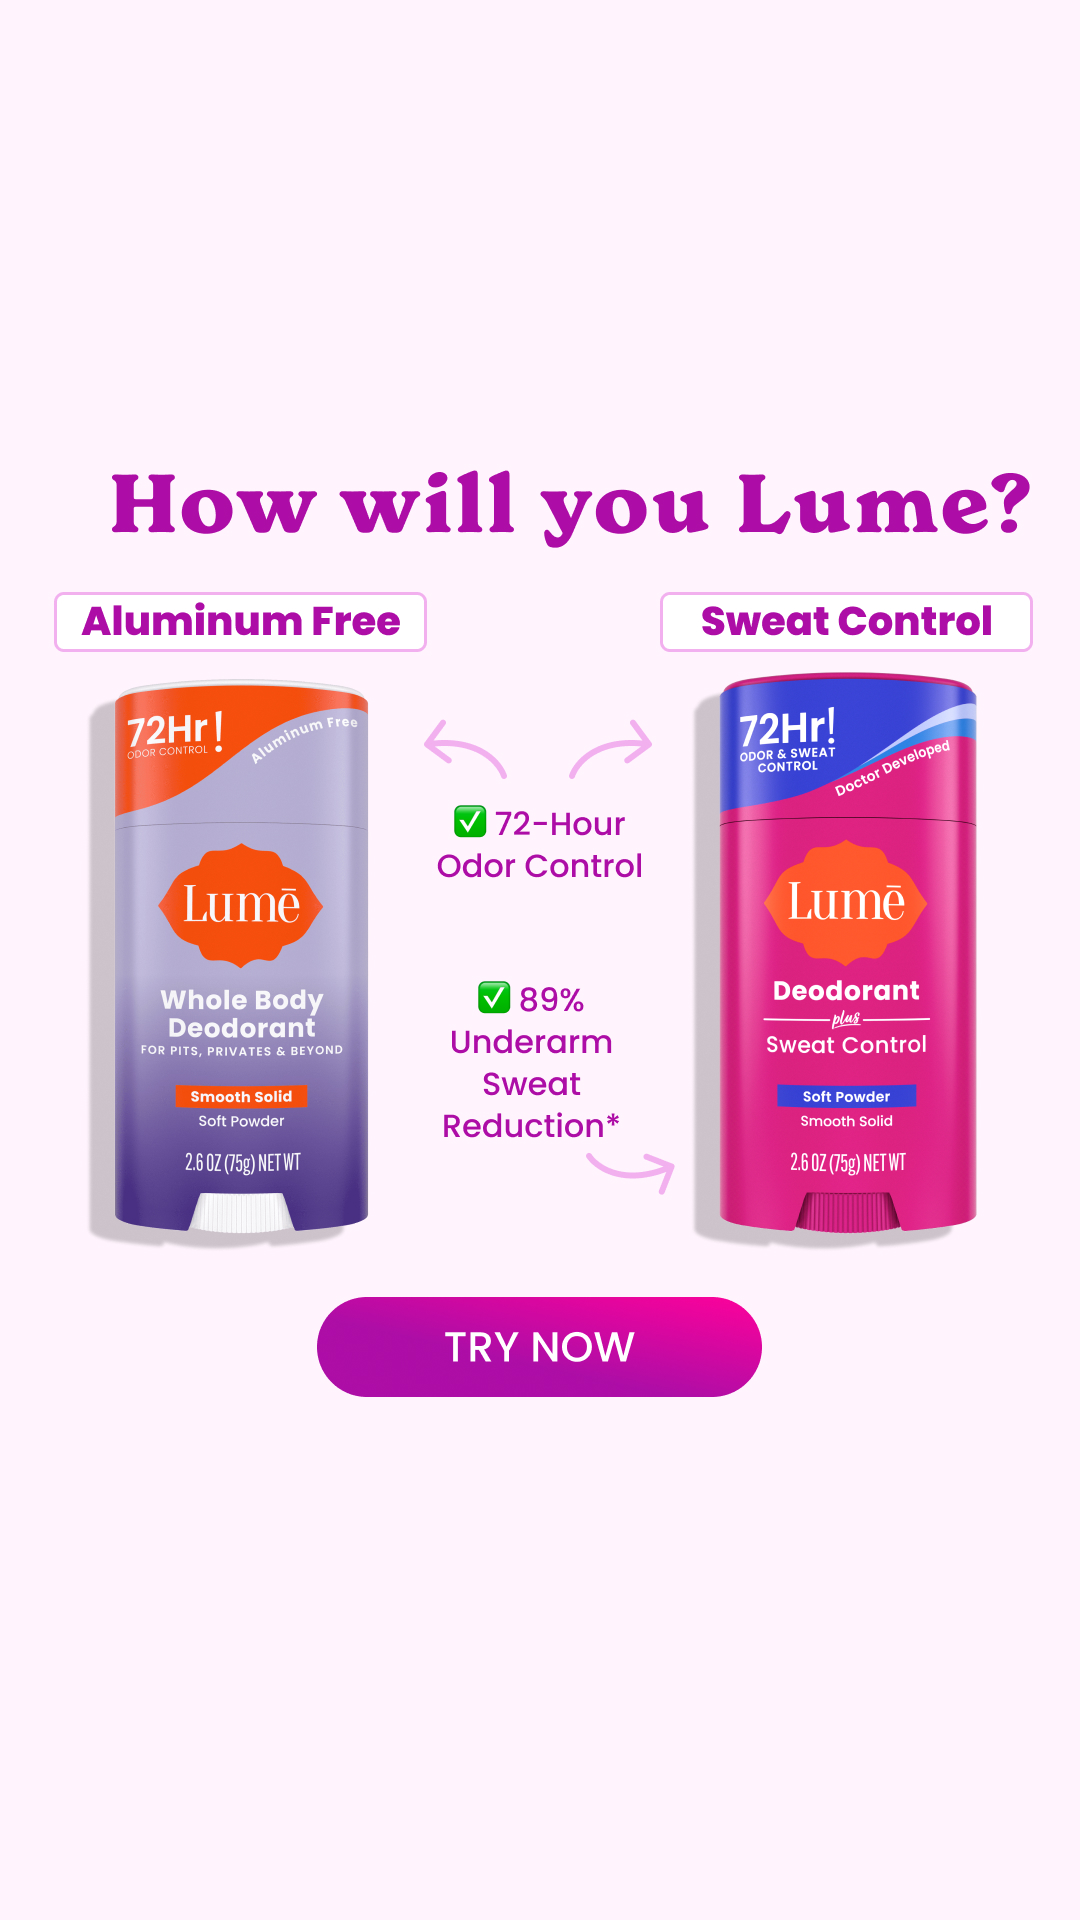 How will you Lume?
Aluminum Free
Sweat Control
72Hr!
ODOR CONTROL
Aluminum Free
Lumē
Whole Body
Deodorant
FOR PITS, PRIVATES & BEYOND
Smooth Solid
Soft Powder
2.6 OZ (75g) NET WT
✅ 72-Hour
Odor Control
✅ 89%
Underarm
Sweat
Reduction*
72Hr!
ODOR & SWEAT
CONTROL
Doctor Developed
Lumē
Deodorant
plus
Sweat Control
Soft Powder
Smooth Solid
2.6 OZ (75g) NET WT
TRY NOW